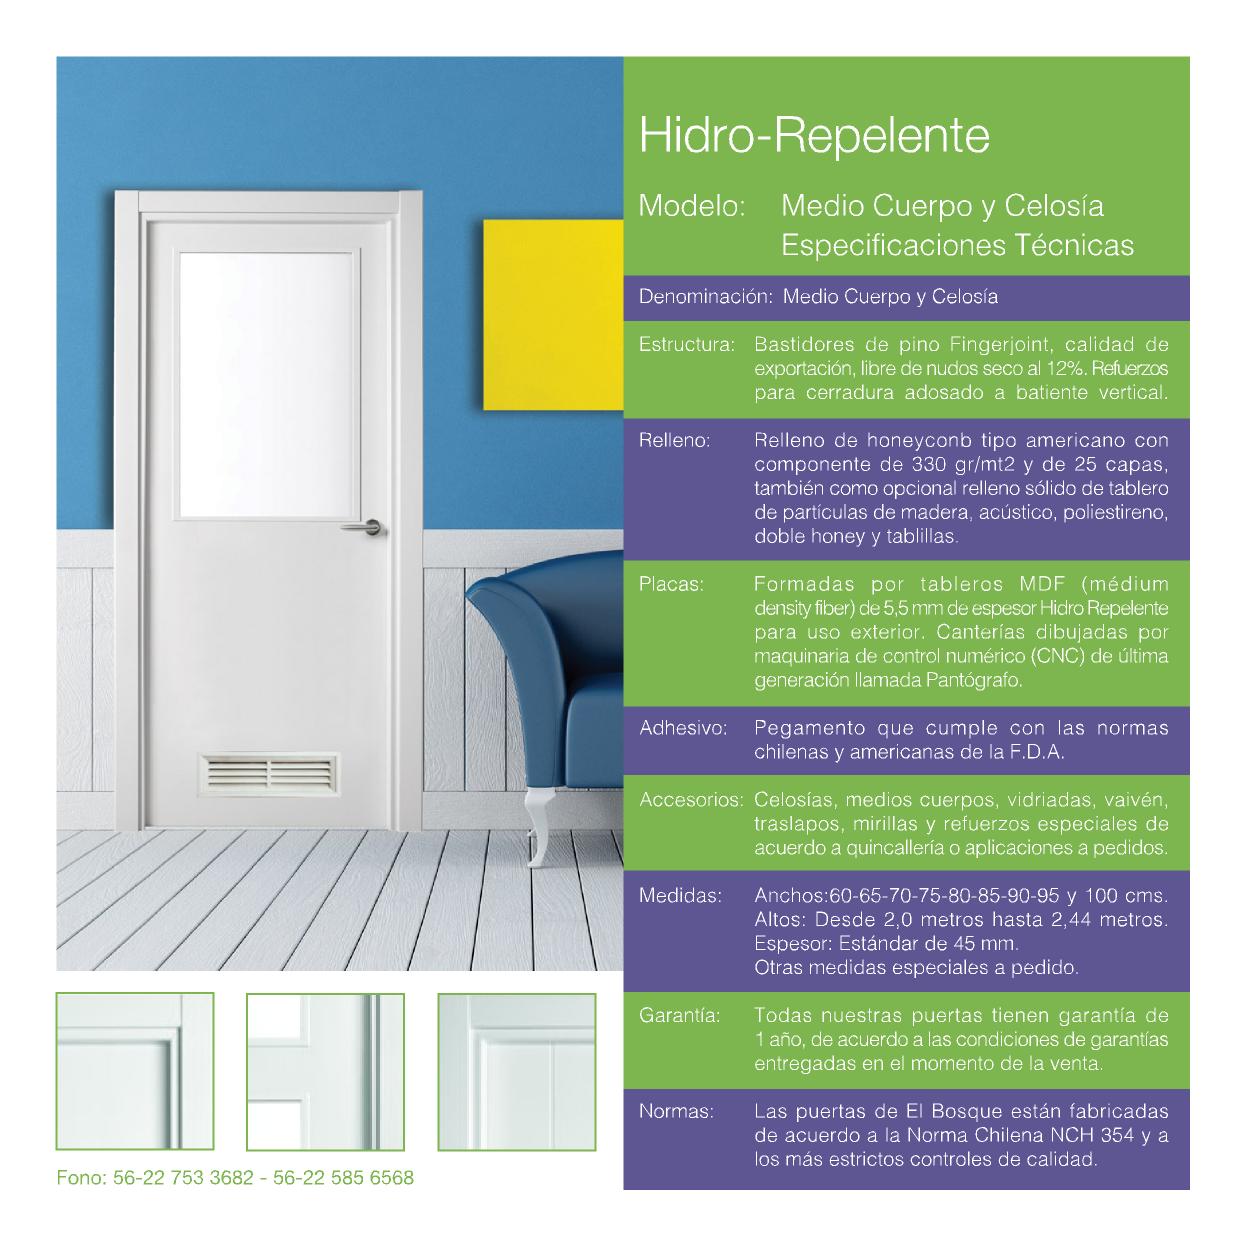 Hidro-Repelente
Modelo: Medio Cuerpo y Celosía
Especificaciones Técnicas
Denominación: Medio Cuerpo y Celosía
Estructura: Bastidores de pino Fingerjoint, calidad de
exportación, libre de nudos seco al 12%. Refuerzos
para cerradura adosado a batiente vertical.
Relleno: Relleno de honeyconb tipo americano con
componente de 330 gr/mt2 y de 25 capas,
también como opcional relleno sólido de tablero
de partículas de madera, acústico, poliestireno,
doble honey y tablillas.
Placas: Formadas por tableros MDF (médium
density fiber) de 5,5 mm de espesor Hidro Repelente
para uso exterior. Canterías dibujadas por
maquinaria de control numérico (CNC) de última
generación llamada Pantógrafo.
Adhesivo: Pegamento que cumple con las normas
chilenas y americanas de la F.D.A.
Accesorios: Celosías, medios cuerpos, vidriadas, vaivén,
traslapos, mirillas y refuerzos especiales de
acuerdo a quincallería o aplicaciones a pedidos.
Medidas: Anchos:60-65-70-75-80-85-90-95 y 100 cms.
Altos: Desde 2,0 metros hasta 2,44 metros.
Espesor: Estándar de 45 mm.
Otras medidas especiales a pedido.
Garantía: Todas nuestras puertas tienen garantía de
1 año, de acuerdo a las condiciones de garantías
entregadas en el momento de la venta.
Normas: Las puertas de El Bosque están fabricadas
de acuerdo a la Norma Chilena NCH 354 y a
los más estrictos controles de calidad.
Fono: 56-22 753 3682 - 56-22 585 6568